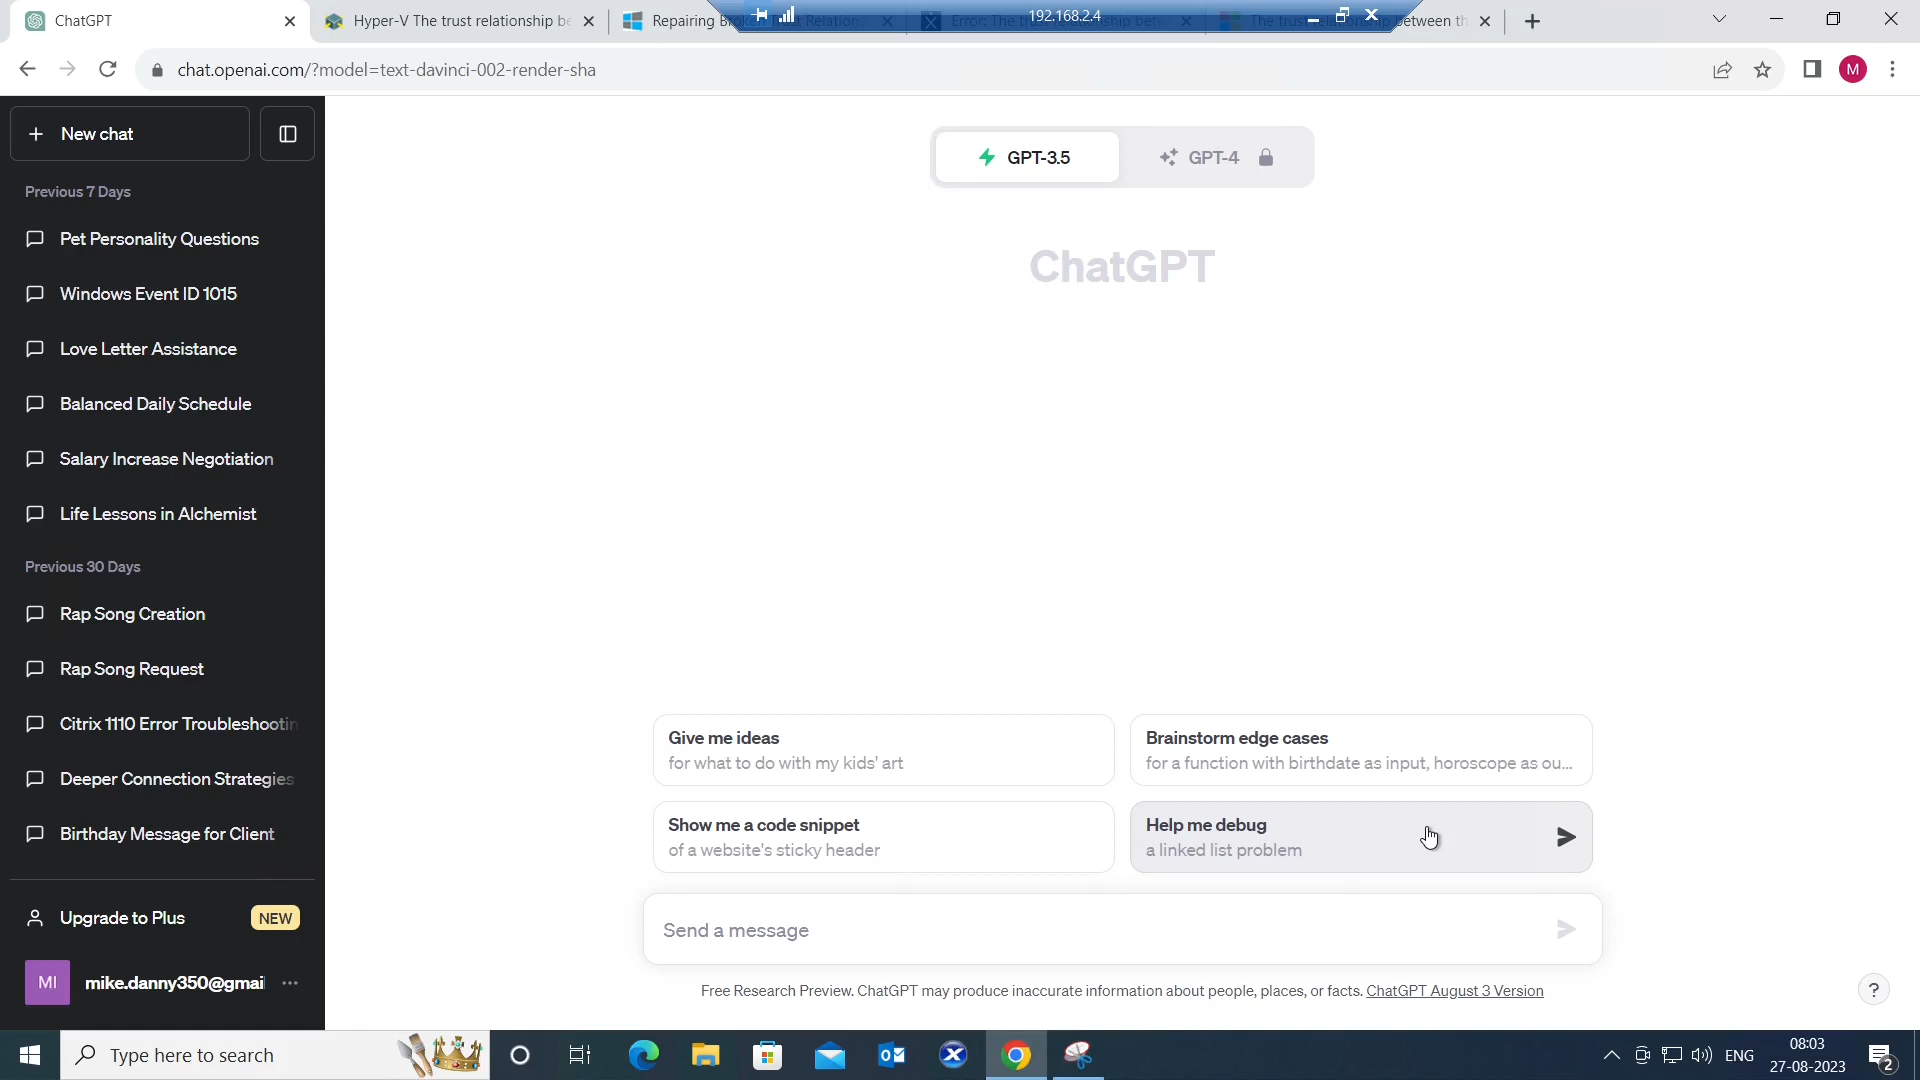 ChatGPT
Hyper-V The trust relationship be
Repairing
192.168.2.4
chat.openai.com/?model=text-davinci-002-render-sha
M
New chat
Previous 7 Days
Pet Personality Questions
Windows Event ID 1015
Love Letter Assistance
Balanced Daily Schedule
Salary Increase Negotiation
Life Lessons in Alchemist
Previous 30 Days
Rap Song Creation
Rap Song Request
Citrix 1110 Error Troubleshootin
Deeper Connection Strategies
Birthday Message for Client
Upgrade to Plus
NEW
MI
mike.danny350@gmai
GPT-3.5
GPT-4
ChatGPT
Give me ideas
for what to do with my kids' art
Brainstorm edge cases
for a function with birthdate as input, horoscope as ou...
Show me a code snippet
of a website's sticky header
Help me debug
a linked list problem
Send a message
Free Research Preview. ChatGPT may produce inaccurate information about people, places, or facts. ChatGPT August 3 Version
?
Type here to search
ENG
08:03
27-08-2023
2